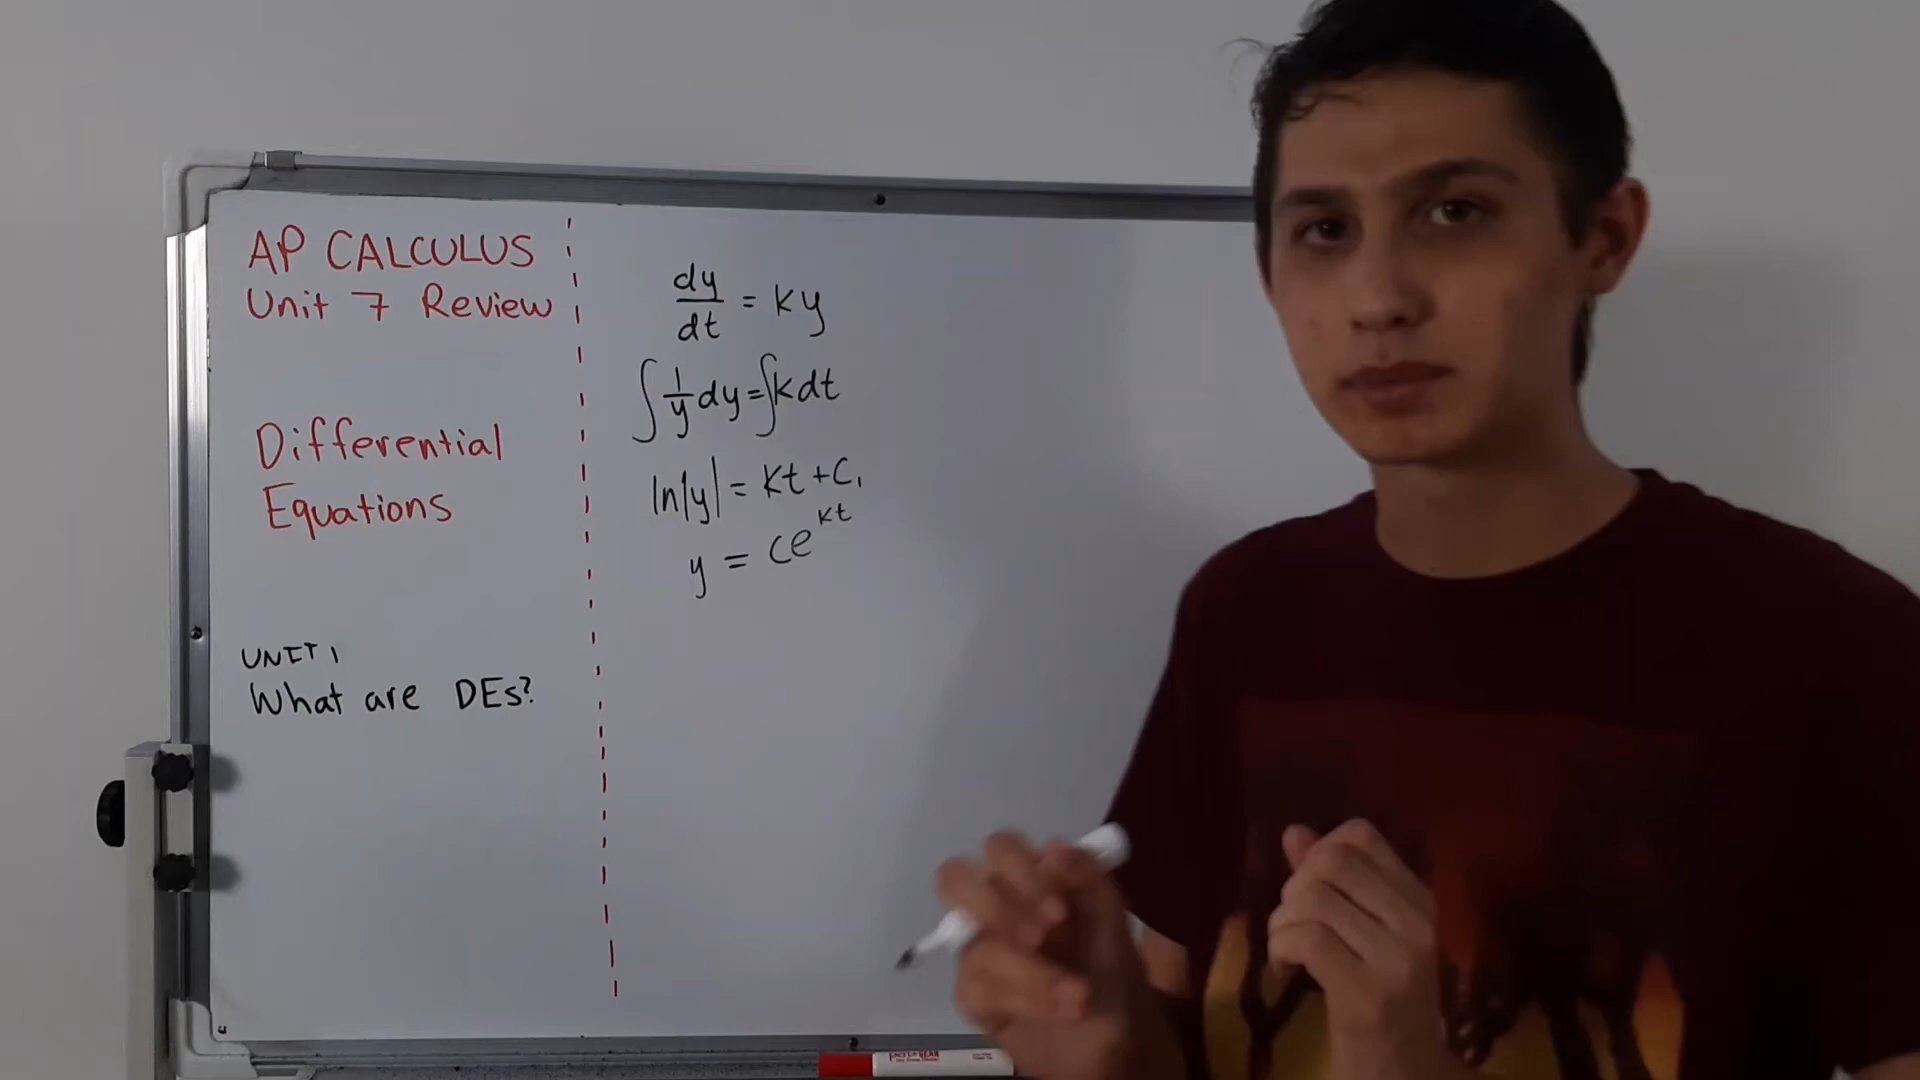 AP CALCULUS
Unit 7 Review
Differential
Equations
UNIT 1
What are DEs?
dy/dt = ky
∫ 1/y dy = ∫ k dt
ln|y| = kt + C₁
y = Ce^kt